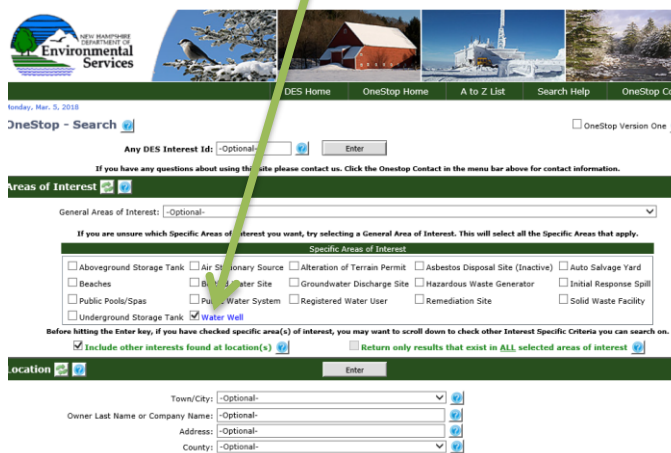 NEW HAMPSHIRE
DEPARTMENT OF
Environmental
Services
DES Home OneStop Home A to Z List Search Help OneStop
Monday, Mar. 5, 2018
OneStop - Search
OneStop Version One
Any DES Interest Id: -Optional- Enter
If you have any questions about using this site please contact us. Click the Onestop Contact in the menu bar above for contact information.
Areas of Interest
General Areas of Interest: -Optional-
If you are unsure which Specific Areas of Interest you want, try selecting a General Area of Interest. This will select all the Specific Areas that apply.
Specific Areas of Interest
Aboveground Storage Tank Air Stationary Source Alteration of Terrain Permit Asbestos Disposal Site (Inactive) Auto Salvage Yard
Beaches Water Site Groundwater Discharge Site Hazardous Waste Generator Initial Response Spill
Public Pools/Spas Public Water System Registered Water User Remediation Site Solid Waste Facility
Underground Storage Tank Water Well
Before hitting the Enter key, if you have checked specific area(s) of interest, you may want to scroll down to check other Interest Specific Criteria you can search on.
Include other interests found at location(s) Return only results that exist in ALL selected areas of interest
Location Enter
Town/City: -Optional-
Owner Last Name or Company Name: -Optional-
Address: -Optional-
County: -Optional-